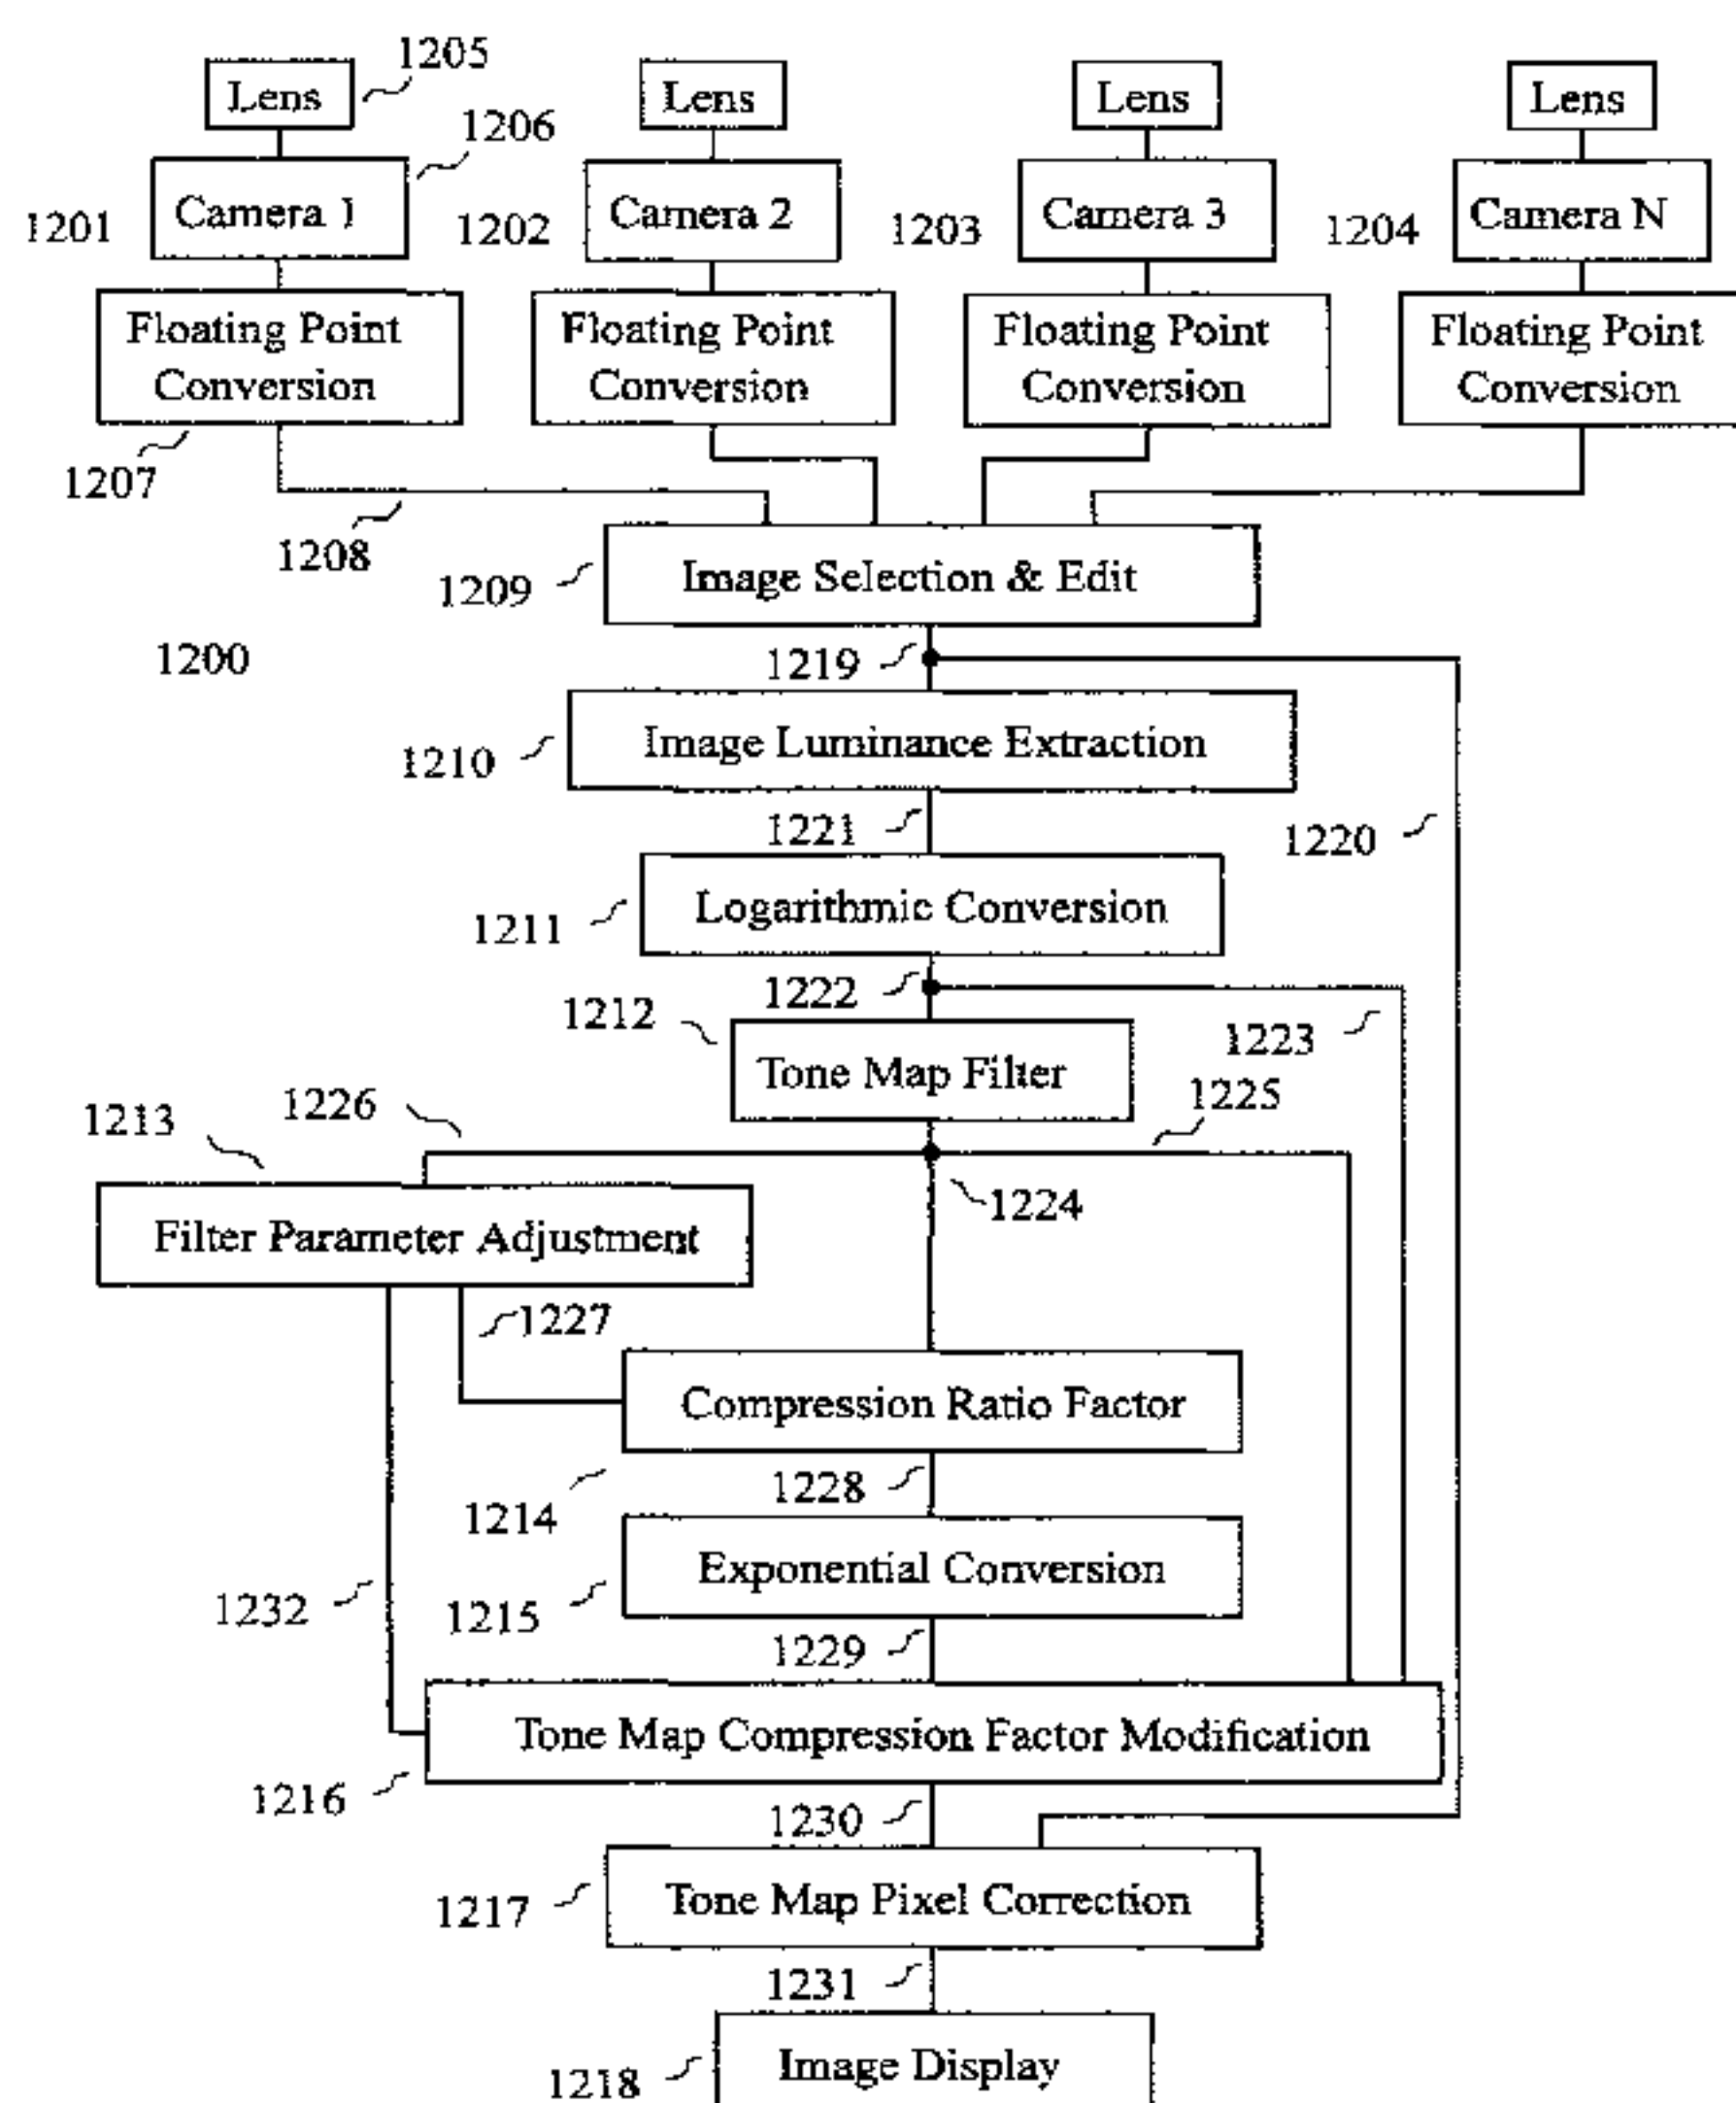 1205
Lens
Lens
Lens
Lens
1206
1201
Camera 1
1202
Camera 2
1203
Camera 3
1204
Camera N
Floating Point
Conversion
Floating Point
Conversion
Floating Point
Conversion
Floating Point
Conversion
1207
1208
1209
Image Selection & Edit
1200
1219
1210
Image Luminance Extraction
1221
1220
1211
Logarithmic Conversion
1222
1212
1223
Tone Map Filter
1213
1226
1225
1224
Filter Parameter Adjustment
1227
Compression Ratio Factor
1214
1228
Exponential Conversion
1232
1215
1229
Tone Map Compression Factor Modification
1216
1230
1217
Tone Map Pixel Correction
1231
1218
Image Display